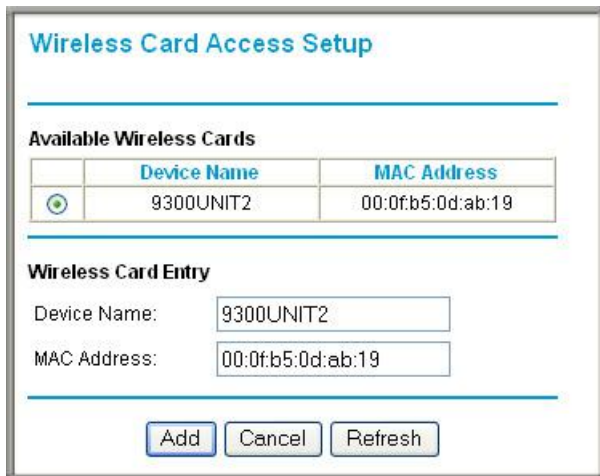 Wireless Card Access Setup
Available Wireless Cards
Device Name MAC Address
9300UNIT2 00:0f:b5:0d:ab:19
Wireless Card Entry
Device Name: 9300UNIT2
MAC Address: 00:0f:b5:0d:ab:19
Add Cancel Refresh